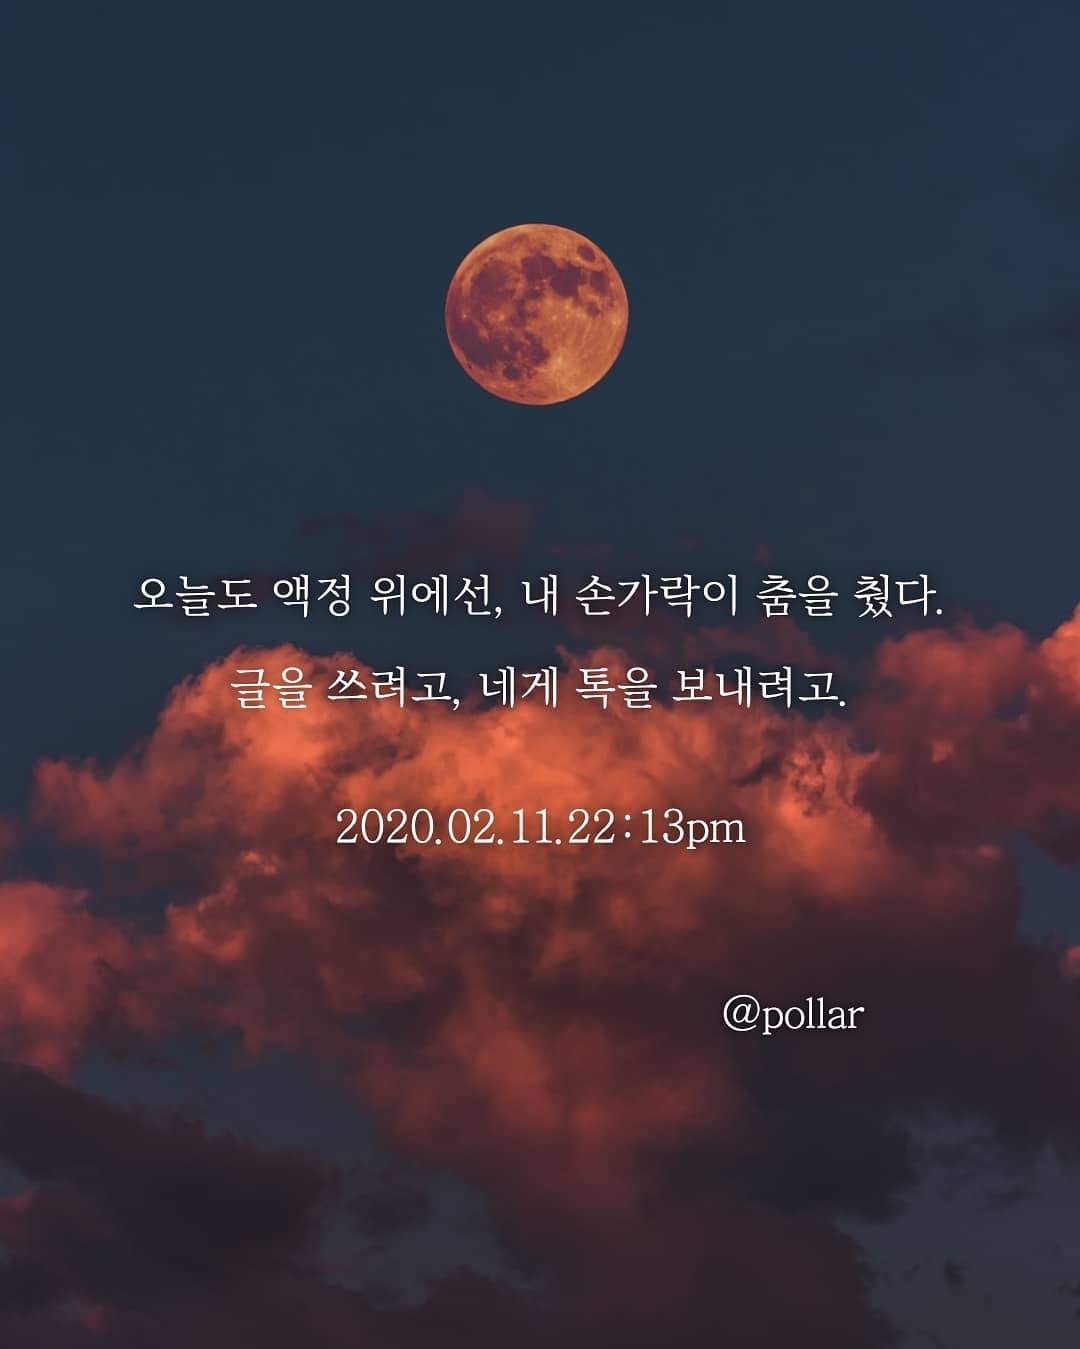 오늘도 액정 위에선, 내 손가락이 춤을 췄다.
글을 쓰려고, 네게 톡을 보내려고.
2020.02.11.22:13pm
@pollar